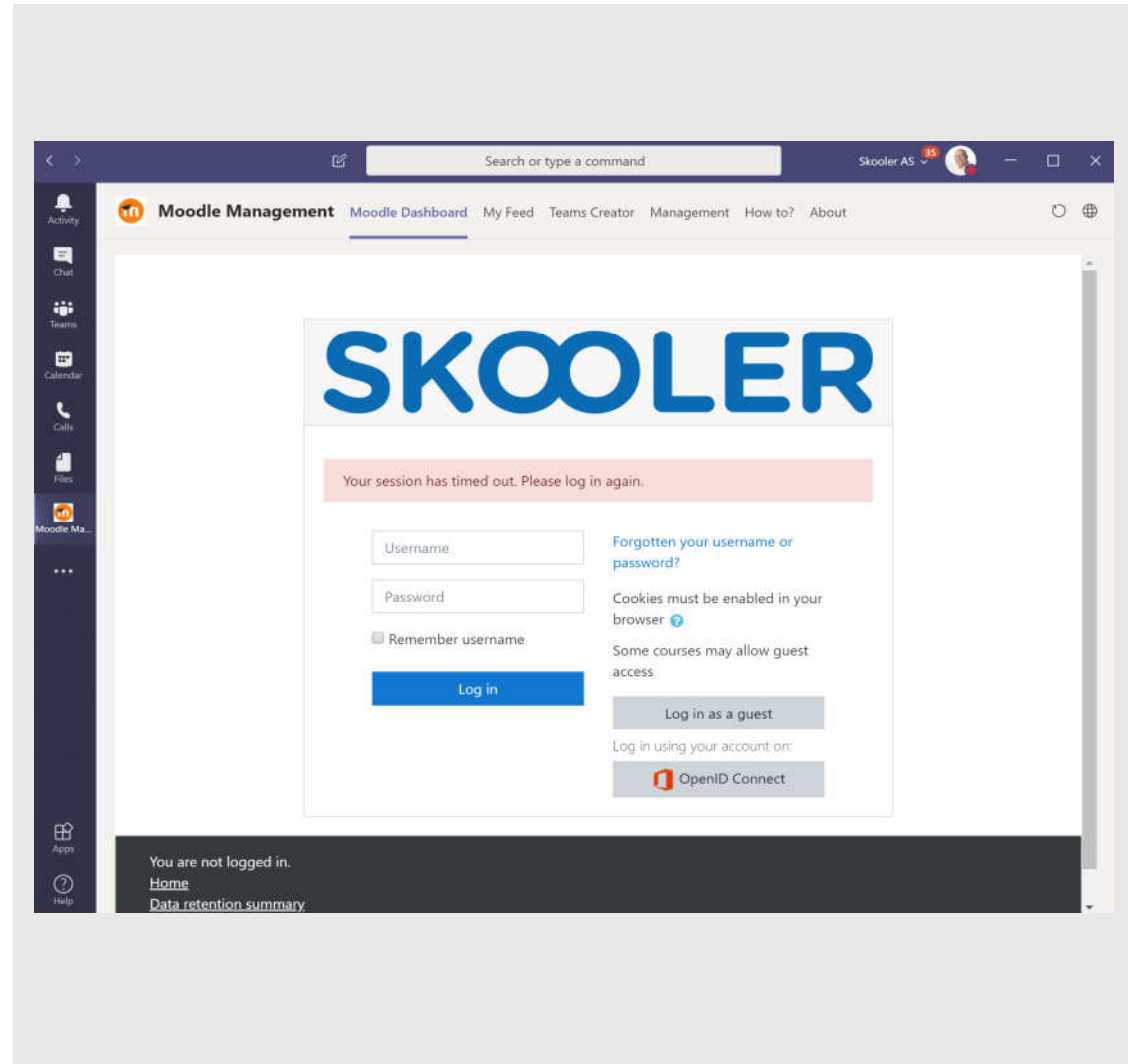 Search or type a command
Skooler AS
35
Activity
Chat
Teams
Calendar
Calls
Files
Moodle Ma...
Apps
Help
m
Moodle Management
Moodle Dashboard
My Feed
Teams Creator
Management
How to?
About
SKOOLER
Your session has timed out. Please log in again.
Username
Password
Remember username
Log in
Forgotten your username or
password?
Cookies must be enabled in your
browser ?
Some courses may allow guest
access
Log in as a guest
Log in using your account on:
OpenID Connect
You are not logged in.
Home
Data retention summary